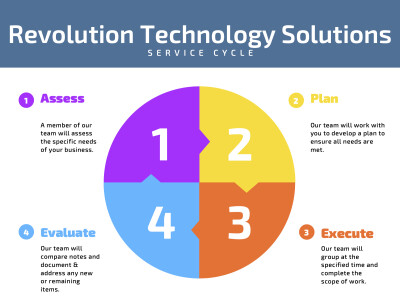 Revolution Technology Solutions
SERVICE CYCLE
1 Assess
A member of our
team will assess
the specific needs
of your business.
2 Plan
Our team will work with
you to develop a plan to
ensure all needs are
met.
1
2
4
3
4 Evaluate
Our team will
compare notes and
document &
address any new
or remaining
items.
3 Execute
Our team will
group at the
specified time and
complete the
scope of work.